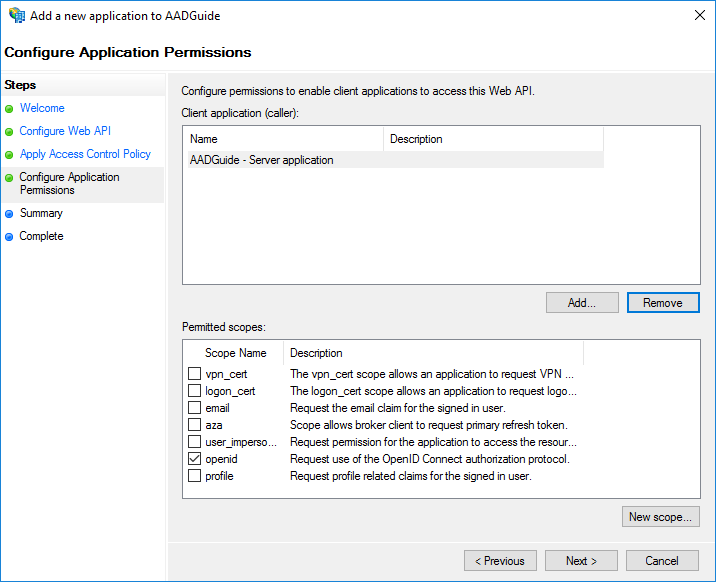 Add a new application to AADGuide
Configure Application Permissions
Steps
Welcome
Configure Web API
Apply Access Control Policy
Configure Application
Permissions
Summary
Complete
Configure permissions to enable client applications to access this Web API.
Client application (caller):
Name Description
AADGuide - Server application
Add... Remove
Permitted scopes:
Scope Name Description
vpn_cert The vpn_cert scope allows an application to request VPN ...
logon_cert The logon_cert scope allows an application to request logo...
email Request the email claim for the signed in user.
aza Scope allows broker client to request primary refresh token.
user_imperso... Request permission for the application to access the resour...
openid Request use of the OpenID Connect authorization protocol.
profile Request profile related claims for the signed in user.
New scope...
< Previous Next > Cancel